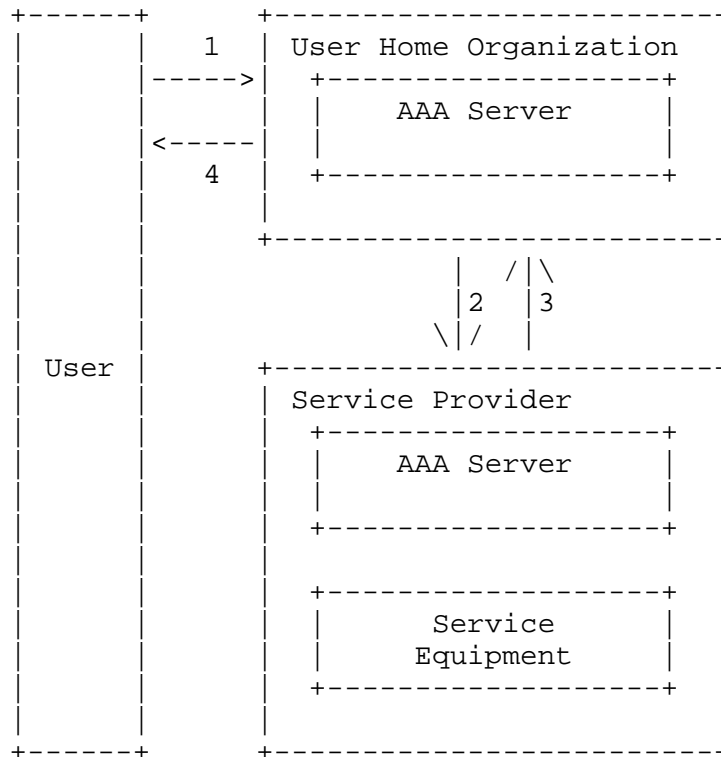 1
User Home Organization
AAA Server
4
2 3
User
Service Provider
AAA Server
Service
Equipment